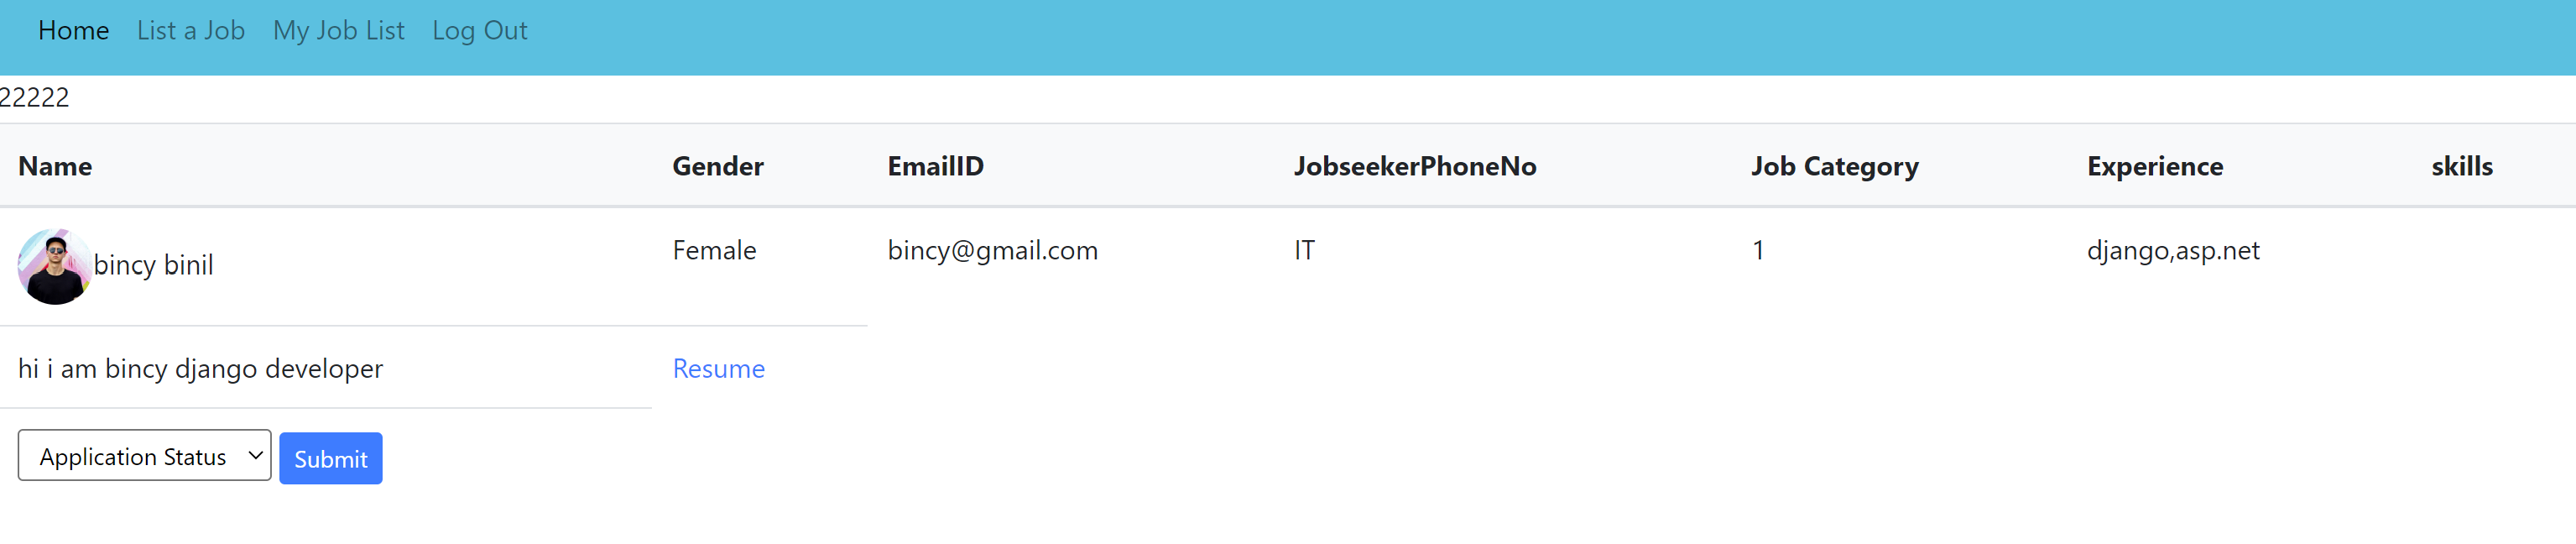 Home List a Job My Job List Log Out
22222
Name Gender EmailID JobseekerPhoneNo Job Category Experience skills
bincy binil Female bincy@gmail.com IT 1 django,asp.net
hi i am bincy django developer Resume
Application Status Submit